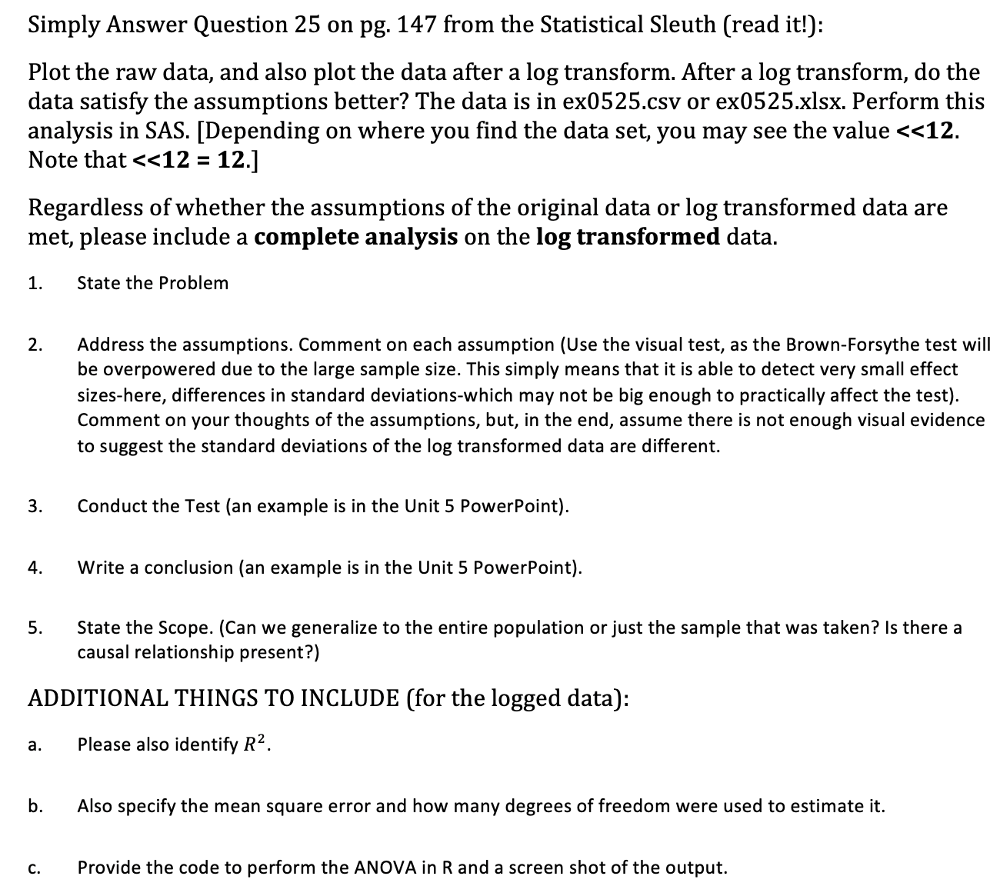 Simply Answer Question 25 on pg. 147 from the Statistical Sleuth (read it!):
Plot the raw data, and also plot the data after a log transform. After a log transform, do the
data satisfy the assumptions better? The data is in ex0525.csv or ex0525.xlsx. Perform this
analysis in SAS. [Depending on where you find the data set, you may see the value <<12.
Note that <<12 = 12.]
Regardless of whether the assumptions of the original data or log transformed data are
met, please include a complete analysis on the log transformed data.
1. State the Problem
2. Address the assumptions. Comment on each assumption (Use the visual test, as the Brown-Forsythe test will
be overpowered due to the large sample size. This simply means that it is able to detect very small effect
sizes-here, differences in standard deviations-which may not be big enough to practically affect the test).
Comment on your thoughts of the assumptions, but, in the end, assume there is not enough visual evidence
to suggest the standard deviations of the log transformed data are different.
3. Conduct the Test (an example is in the Unit 5 PowerPoint).
4. Write a conclusion (an example is in the Unit 5 PowerPoint).
5. State the Scope. (Can we generalize to the entire population or just the sample that was taken? Is there a
causal relationship present?)
ADDITIONAL THINGS TO INCLUDE (for the logged data):
a. Please also identify R².
b. Also specify the mean square error and how many degrees of freedom were used to estimate it.
c. Provide the code to perform the ANOVA in R and a screen shot of the output.